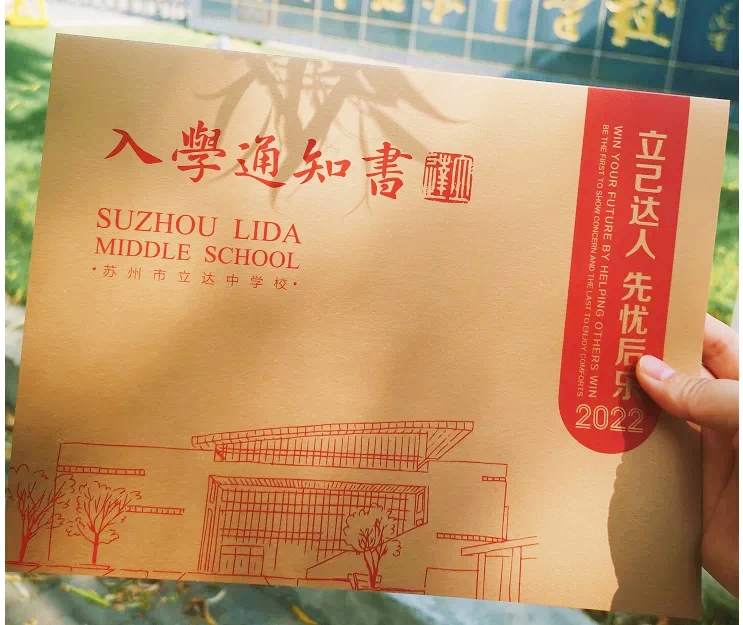 入學通知書
立達
SUZHOU LIDA
MIDDLE SCHOOL
·苏州市立达中学校·
立己达人 先忧后乐
WIN YOUR FUTURE BY HELPING OTHERS WIN
BE THE FIRST TO SHOW CONCERN AND THE LAST TO ENJOY COMFORTS
2022